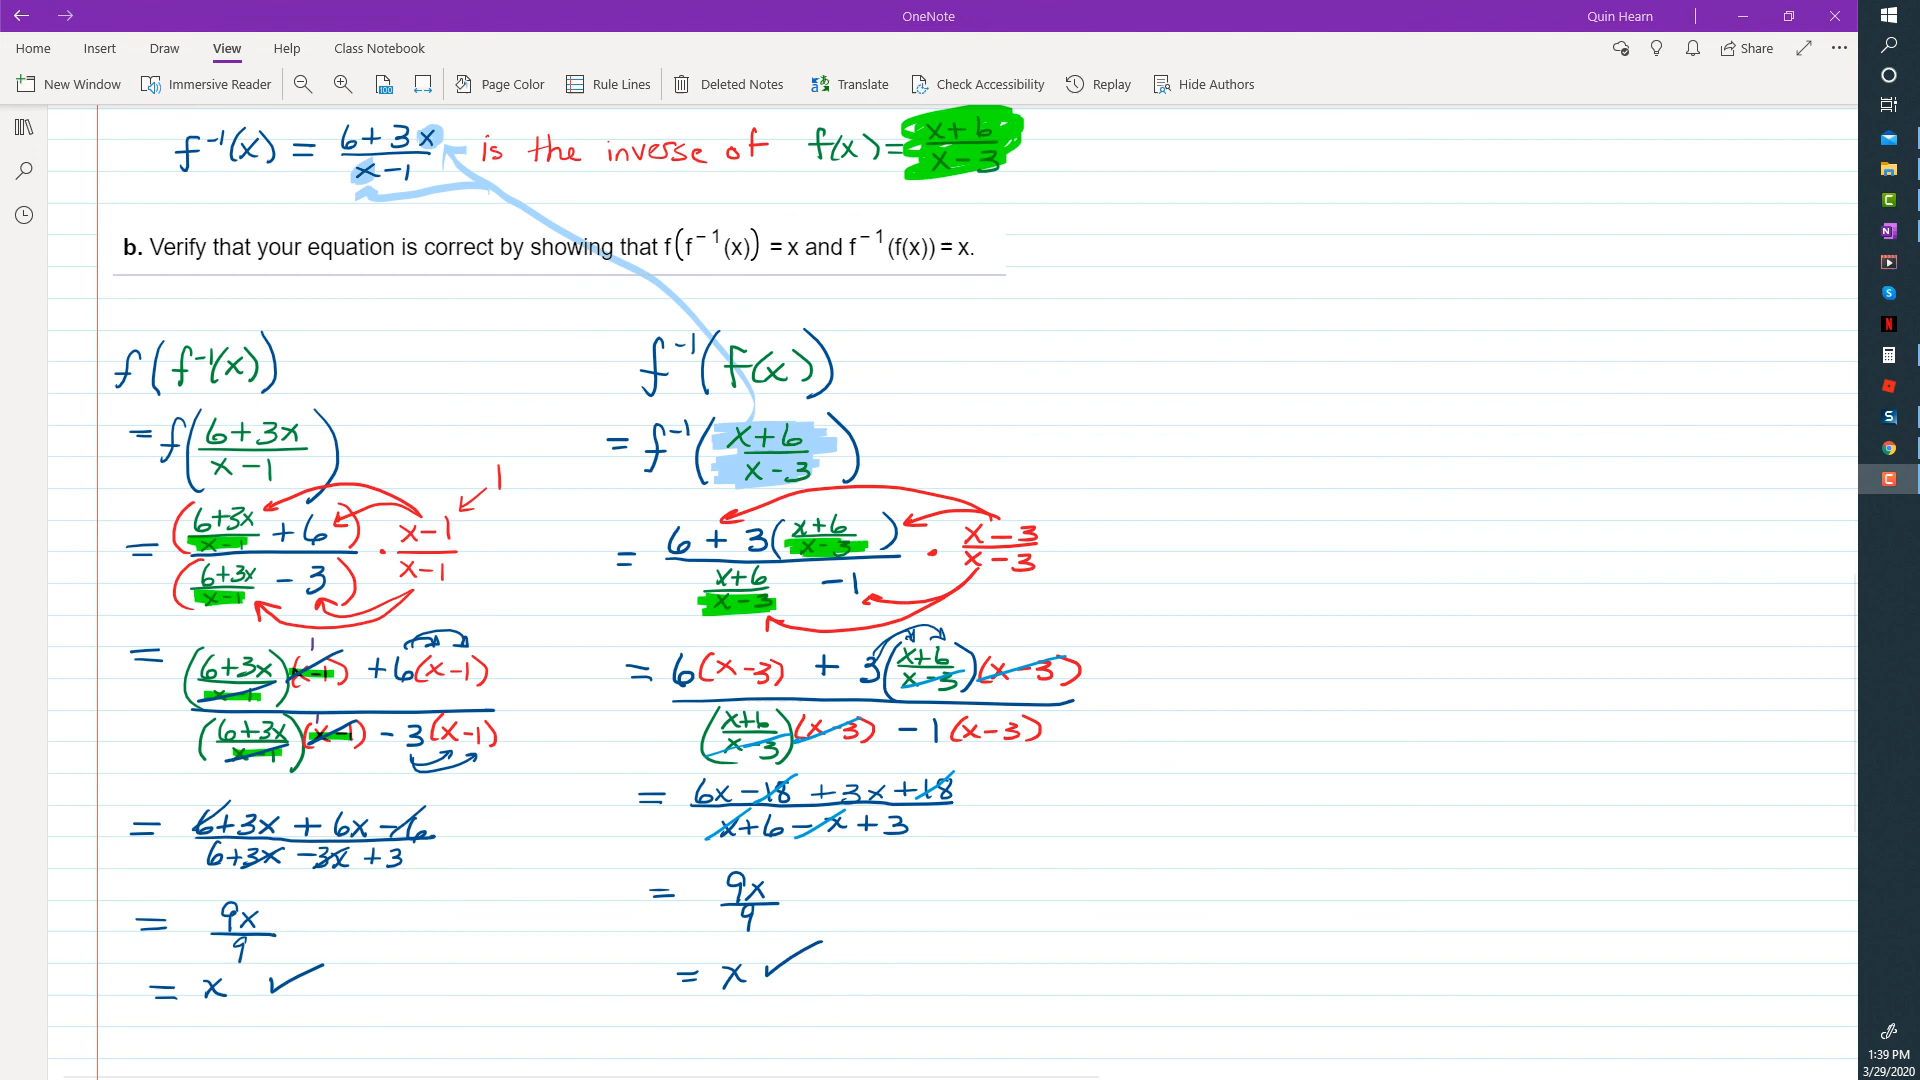 OneNote
Quin Hearn
Home Insert Draw View Help Class Notebook
Share
New Window Immersive Reader Page Color Rule Lines Deleted Notes Translate Check Accessibility Replay Hide Authors
f⁻¹(x) = (6+3x)/(x-1) is the inverse of f(x) = (x+6)/(x-3)
b. Verify that your equation is correct by showing that f(f⁻¹(x)) = x and f⁻¹(f(x)) = x.
f(f⁻¹(x))
= f((6+3x)/(x-1))
1
= ((6+3x)/(x-1) + 6)/((6+3x)/(x-1) - 3) · (x-1)/(x-1)
1
= (((6+3x)/(x-1))(x-1) + 6(x-1))/(((6+3x)/(x-1))(x-1) - 3(x-1))
1
= (6+3x + 6x - 6)/(6+3x - 3x + 3)
= 9x/9
= x ✓
f⁻¹(f(x))
= f⁻¹((x+6)/(x-3))
= (6 + 3((x+6)/(x-3)))/((x+6)/(x-3) - 1) · (x-3)/(x-3)
= (6(x-3) + 3((x+6)/(x-3))(x-3))/(((x+6)/(x-3))(x-3) - 1(x-3))
= (6x - 18 + 3x + 18)/(x + 6 - x + 3)
= 9x/9
= x ✓
1:39 PM
3/29/2020